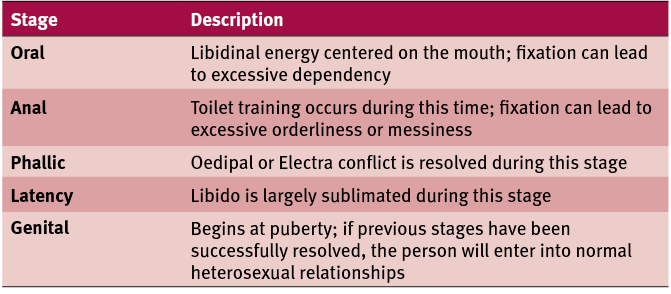 Stage Description
Oral Libidinal energy centered on the mouth; fixation can lead
to excessive dependency
Anal Toilet training occurs during this time; fixation can lead to
excessive orderliness or messiness
Phallic Oedipal or Electra conflict is resolved during this stage
Latency Libido is largely sublimated during this stage
Genital Begins at puberty; if previous stages have been
successfully resolved, the person will enter into normal
heterosexual relationships